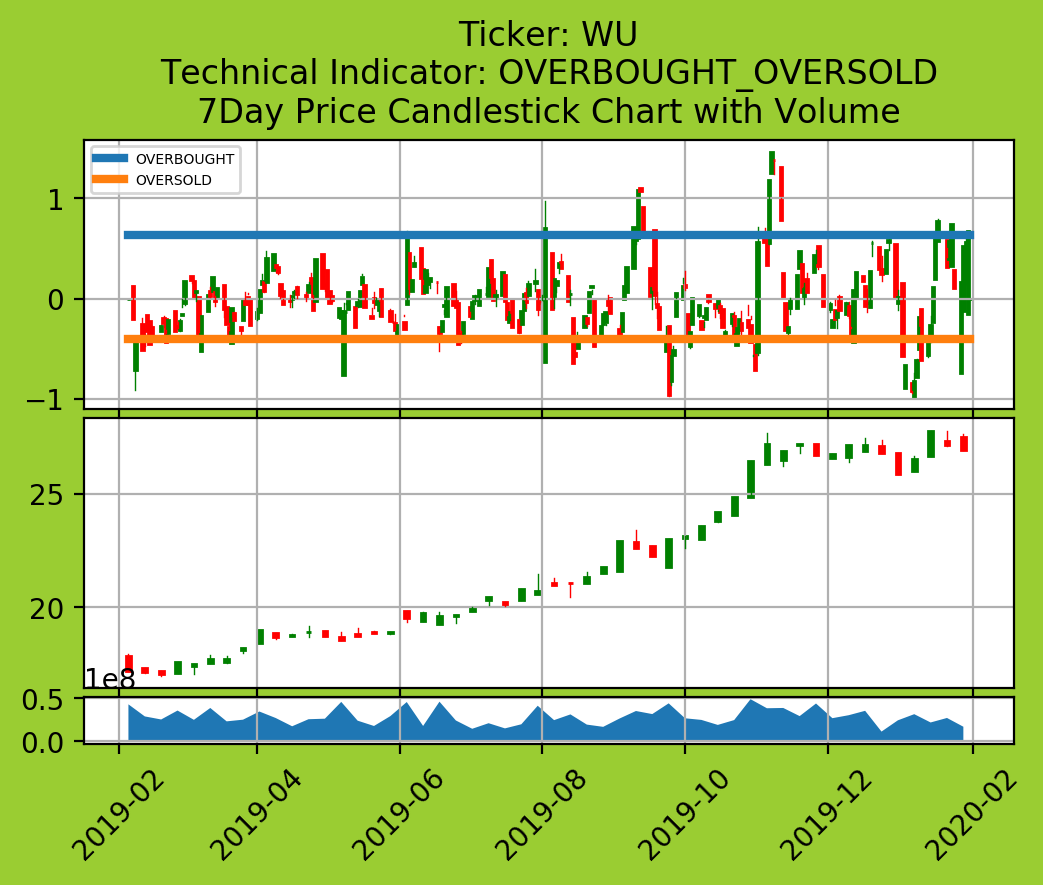 Ticker: WU
Technical Indicator: OVERBOUGHT_OVERSOLD
7Day Price Candlestick Chart with Volume
OVERBOUGHT
OVERSOLD
1
0
−1
25
20
1e8
0.5
0.0
2019-02
2019-04
2019-06
2019-08
2019-10
2019-12
2020-02